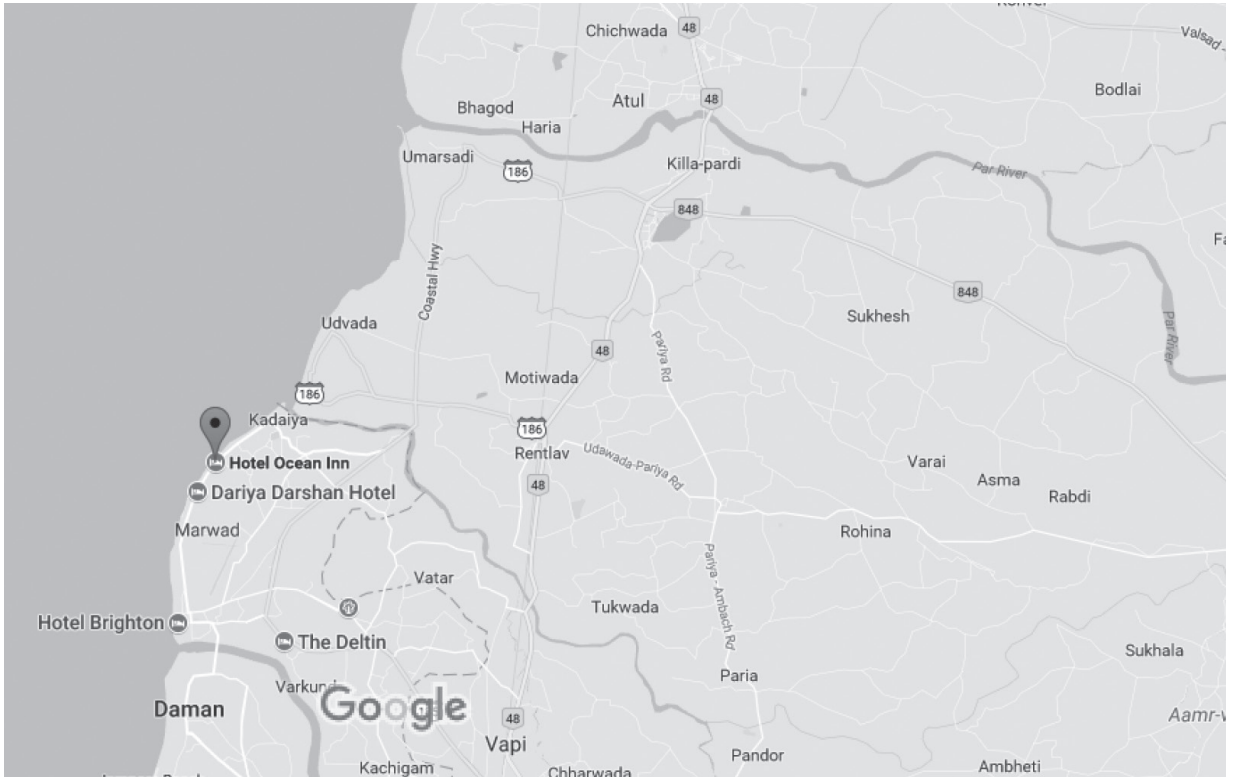 Chichwada
48
Valsad -
Bodlai
Bhagod
Atul
48
Haria
Umarsadi
186
Killa-pardi
Par River
848
Coastal Hwy
848
Sukhesh
Par River
Udvada
48
Pariya Rd
Motiwada
186
Kadaiya
186
Rentlav
Udawada-Pariya Rd
Hotel Ocean Inn
Varai
Asma
Rabdi
48
Dariya Darshan Hotel
Marwad
Rohina
Pariya - Ambach Rd
Vatar
Tukwada
Hotel Brighton
The Deltin
Sukhala
Paria
Google
Daman
48
Vapi
Pandor
Kachigam
Chharwada
Ambheti